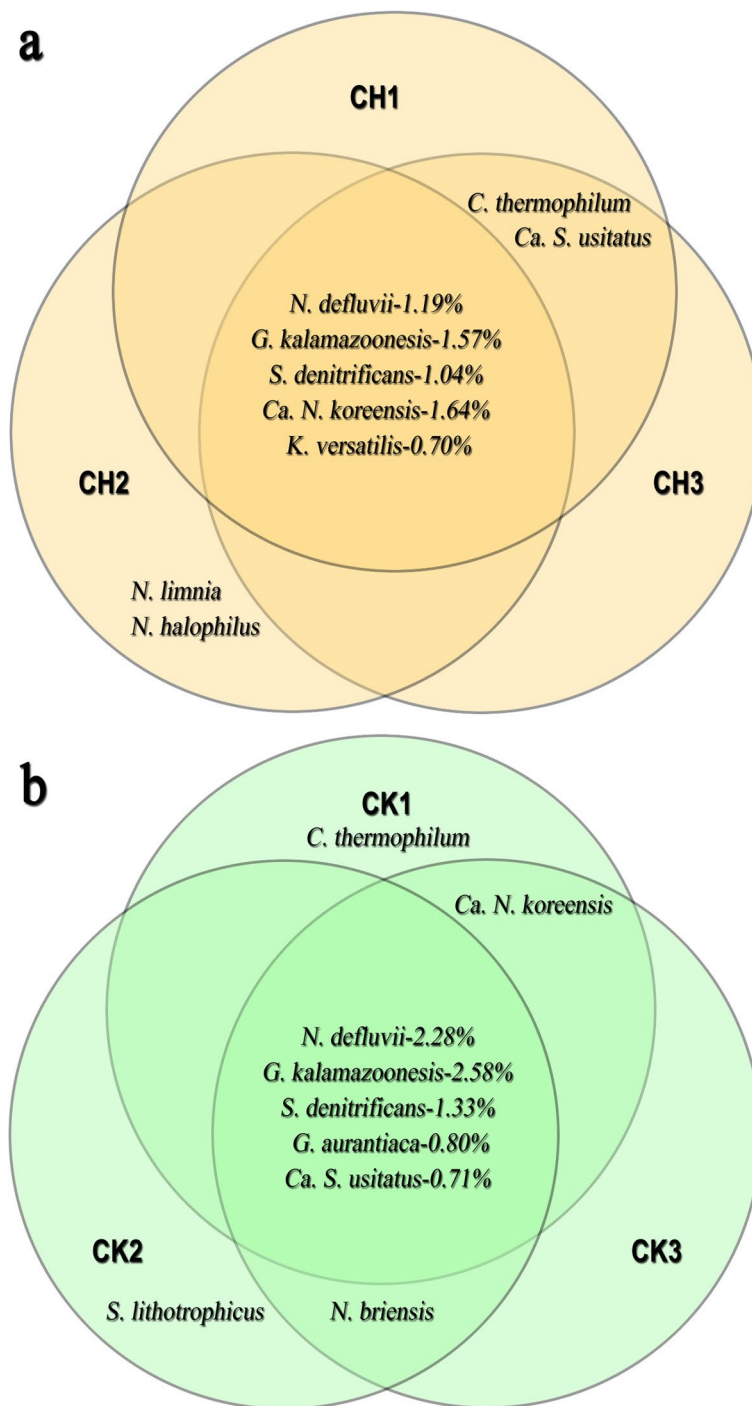 a
CH1
C. thermophilum
Ca. S. usitatus
N. defluvii-1.19%
G. kalamazoonesis-1.57%
S. denitrificans-1.04%
Ca. N. koreensis-1.64%
K. versatilis-0.70%
CH2
CH3
N. limnia
N. halophilus
b
CK1
C. thermophilum
Ca. N. koreensis
N. defluvii-2.28%
G. kalamazoonesis-2.58%
S. denitrificans-1.33%
G. aurantiaca-0.80%
Ca. S. usitatus-0.71%
CK2
CK3
S. lithotrophicus
N. briensis